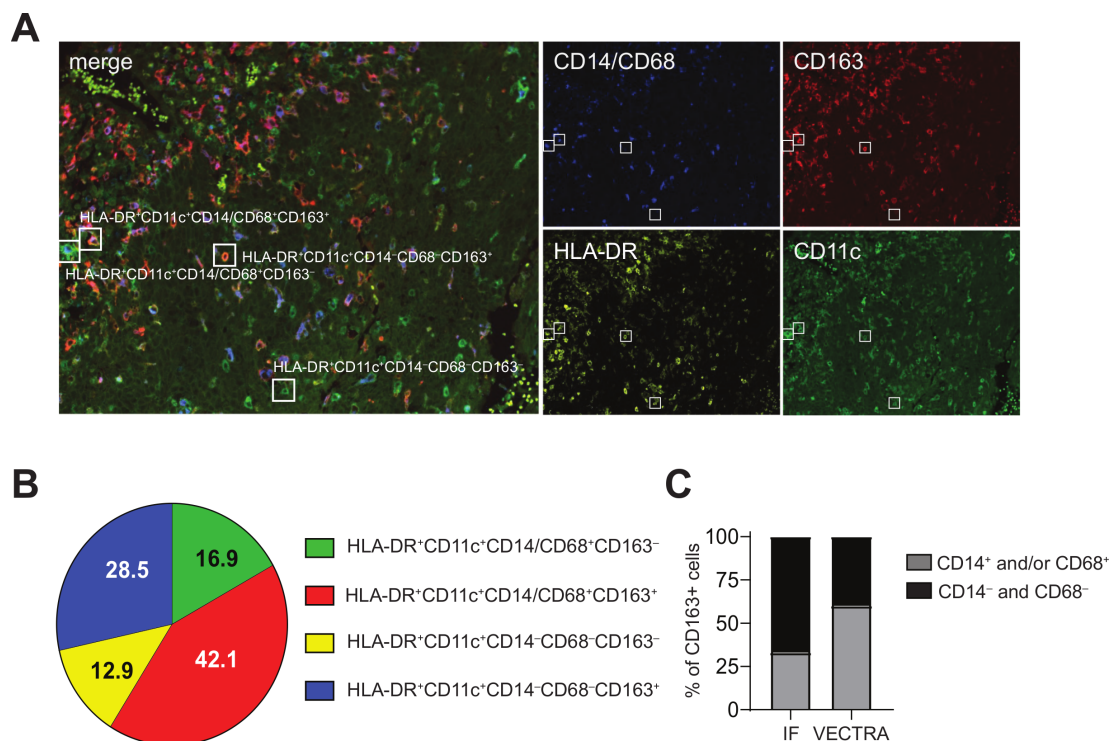 A
merge
HLA-DR⁺CD11c⁺CD14/CD68⁺CD163⁺
HLA-DR⁺CD11c⁺CD14⁻CD68⁻CD163⁺
HLA-DR⁺CD11c⁺CD14/CD68⁺CD163⁻
HLA-DR⁺CD11c⁺CD14⁻CD68⁻CD163⁻
CD14/CD68
CD163
HLA-DR
CD11c
B
28.5
16.9
12.9
42.1
HLA-DR⁺CD11c⁺CD14/CD68⁺CD163⁻
HLA-DR⁺CD11c⁺CD14/CD68⁺CD163⁺
HLA-DR⁺CD11c⁺CD14⁻CD68⁻CD163⁻
HLA-DR⁺CD11c⁺CD14⁻CD68⁻CD163⁺
C
% of CD163+ cells
100
75
50
25
0
IF VECTRA
CD14⁺ and/or CD68⁺
CD14⁻ and CD68⁻